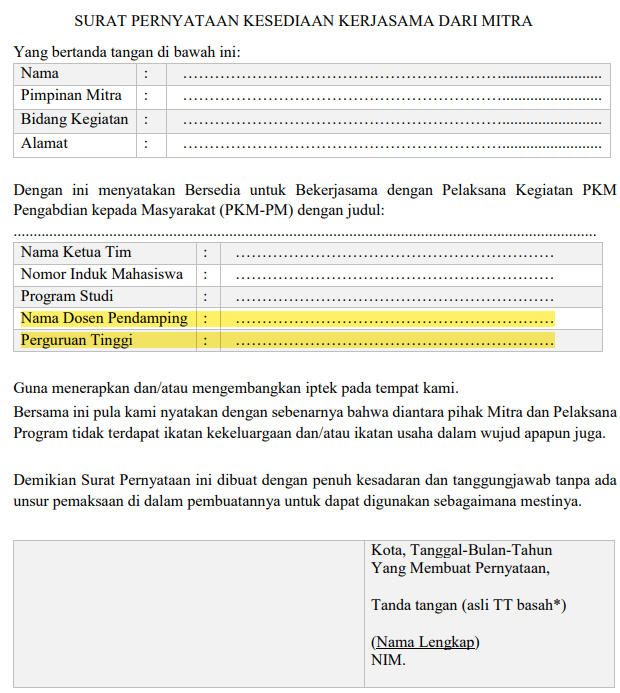 SURAT PERNYATAAN KESEDIAAN KERJASAMA DARI MITRA
Yang bertanda tangan di bawah ini:
Nama : ………………………………………………………...........................
Pimpinan Mitra : ………………………………………………………...........................
Bidang Kegiatan : ………………………………………………………...........................
Alamat : ………………………………………………………...........................
Dengan ini menyatakan Bersedia untuk Bekerjasama dengan Pelaksana Kegiatan PKM
Pengabdian kepada Masyarakat (PKM-PM) dengan judul:
.......................................................................................................................................................
Nama Ketua Tim : ……………………………………………………
Nomor Induk Mahasiswa : ……………………………………………………
Program Studi : ……………………………………………………
Nama Dosen Pendamping : ……………………………………………………
Perguruan Tinggi : ……………………………………………………
Guna menerapkan dan/atau mengembangkan iptek pada tempat kami.
Bersama ini pula kami nyatakan dengan sebenarnya bahwa diantara pihak Mitra dan Pelaksana
Program tidak terdapat ikatan kekeluargaan dan/atau ikatan usaha dalam wujud apapun juga.
Demikian Surat Pernyataan ini dibuat dengan penuh kesadaran dan tanggungjawab tanpa ada
unsur pemaksaan di dalam pembuatannya untuk dapat digunakan sebagaimana mestinya.
Kota, Tanggal-Bulan-Tahun
Yang Membuat Pernyataan,
Tanda tangan (asli TT basah*)
(Nama Lengkap)
NIM.